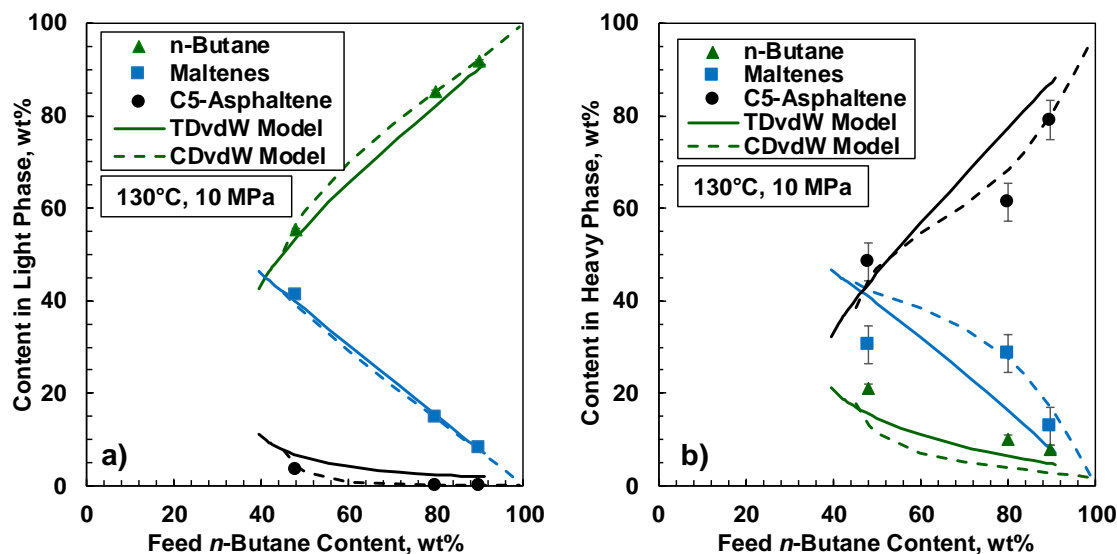 100
80
60
40
20
0
Content in Light Phase, wt%
n-Butane
Maltenes
C5-Asphaltene
TDvdW Model
CDvdW Model
130°C, 10 MPa
a)
0 20 40 60 80 100
Feed n-Butane Content, wt%
100
80
60
40
20
0
Content in Heavy Phase, wt%
n-Butane
Maltenes
C5-Asphaltene
TDvdW Model
CDvdW Model
130°C, 10 MPa
b)
0 20 40 60 80 100
Feed n-Butane Content, wt%